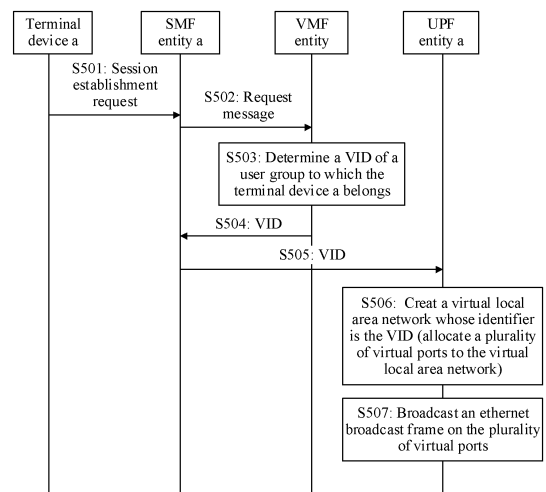 Terminal
device a
SMF
entity a
VMF
entity
UPF
entity a
S501: Session
establishment
request
S502: Request
message
S503: Determine a VID of a
user group to which the
terminal device a belongs
S504: VID
S505: VID
S506:  Creat a virtual local
area network whose identifier
is the VID (allocate a plurality
of virtual ports to the virtual
local area network)
S507: Broadcast an ethernet
broadcast frame on the plurality
of virtual ports